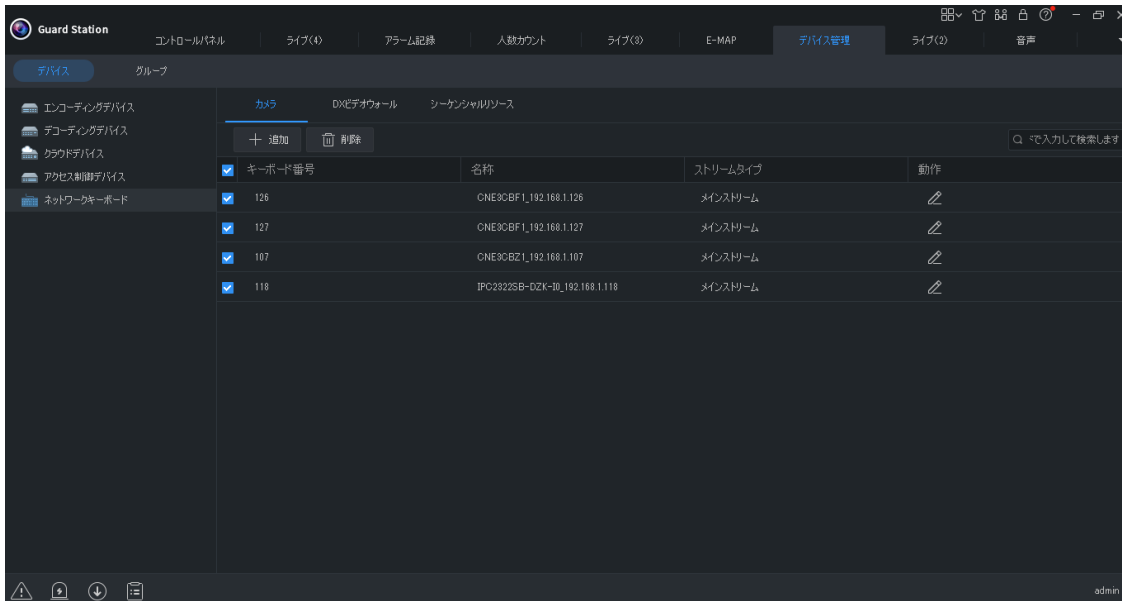 Guard Station
コントロールパネル ライブ(4) アラーム記録 人数カウント ライブ(3) E-MAP デバイス管理 ライブ(2) 音声
デバイス グループ
エンコーディングデバイス
デコーディングデバイス
クラウドデバイス
アクセス制御デバイス
ネットワークキーボード
カメラ DXビデオウォール シーケンシャルリソース
追加 削除 で入力して検索します
キーボード番号 名称 ストリームタイプ 動作
126 CNE3CBF1_192.168.1.126 メインストリーム
127 CNE3CBF1_192.168.1.127 メインストリーム
107 CNE3CBZ1_192.168.1.107 メインストリーム
118 IPC2322SB-DZK-I0_192.168.1.118 メインストリーム
admin